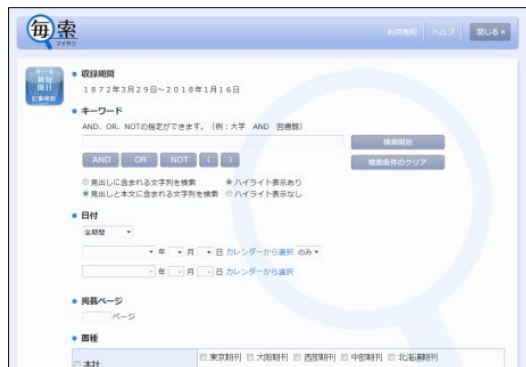 毎索
マイサク
利用規約 ヘルプ 閉じる×
毎日新聞
記事検索
収録期間
1872年3月29日～2018年1月16日
キーワード
AND、OR、NOTの指定ができます。（例：大学 AND 図書館）
検索開始
AND OR NOT ( ) 検索条件のクリア
見出しに含まれる文字列を検索 ハイライト表示あり
見出しと本文に含まれる文字列を検索 ハイライト表示なし
日付
全期間
年 月 日 カレンダーから選択 のみ
年 月 日 カレンダーから選択
掲載ページ
ページ
面種
本社 東京朝刊 大阪朝刊 西部朝刊 中部朝刊 北海道朝刊